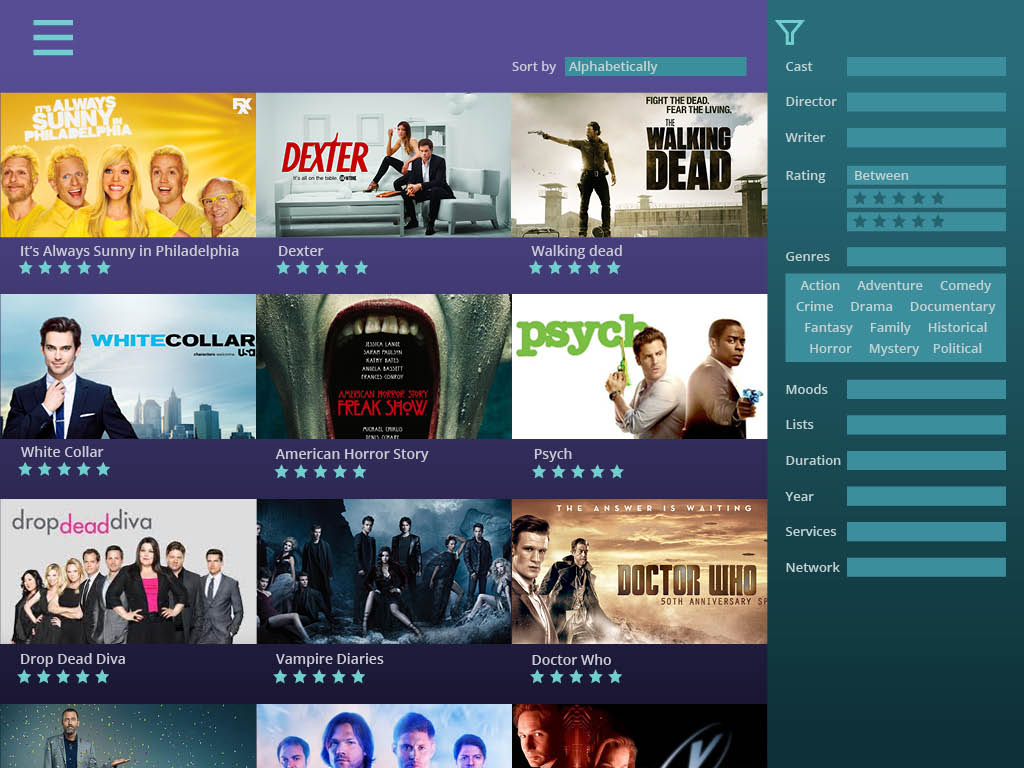 Sort by Alphabetically
IT'S ALWAYS
SUNNY IN
PHILADELPHIA
FX
DEXTER
It's all on the table. SHOWTIME
FIGHT THE DEAD.
FEAR THE LIVING.
THE
WALKING
DEAD
It's Always Sunny in Philadelphia
Dexter
Walking dead
WHITECOLLAR
characters welcome. USA
JESSICA LANGE
SARAH PAULSON
KATHY BATES
ANGELA BASSETT
FRANCES CONROY
AMERICAN HORROR STORY
FREAK SHOW
MICHAEL CHIKLIS
DENIS O'HARE
psych
White Collar
American Horror Story
Psych
dropdeaddiva
THE ANSWER IS WAITING
DOCTOR WHO
50TH ANNIVERSARY SP
Drop Dead Diva
Vampire Diaries
Doctor Who
X
Cast
Director
Writer
Rating Between
Genres
Action Adventure Comedy
Crime Drama Documentary
Fantasy Family Historical
Horror Mystery Political
Moods
Lists
Duration
Year
Services
Network